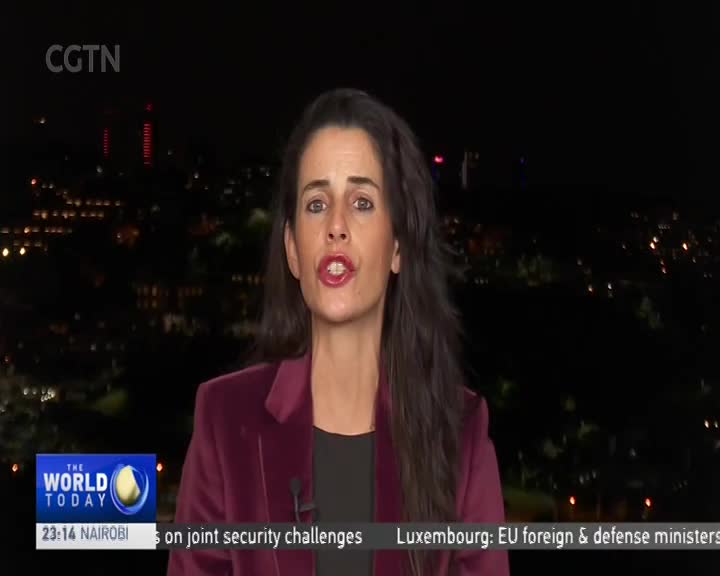 CGTN
THE
WORLD
TODAY
23:14 NAIROBI
s on joint security challenges Luxembourg: EU foreign & defense ministers